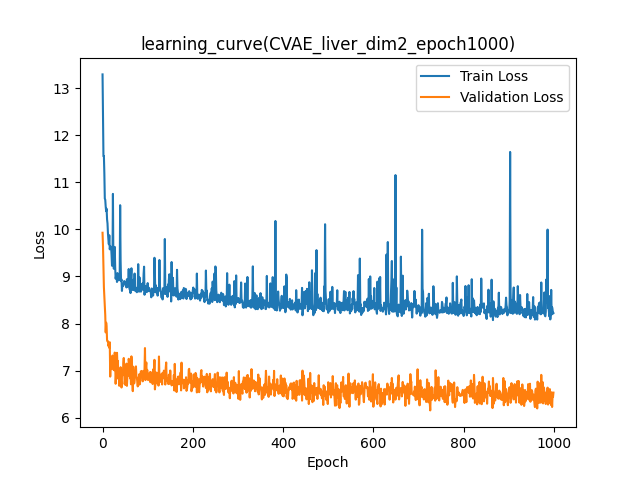 learning_curve(CVAE_liver_dim2_epoch1000)
Train Loss
Validation Loss
13
12
11
10
9
8
7
6
Loss
0
200
400
600
800
1000
Epoch